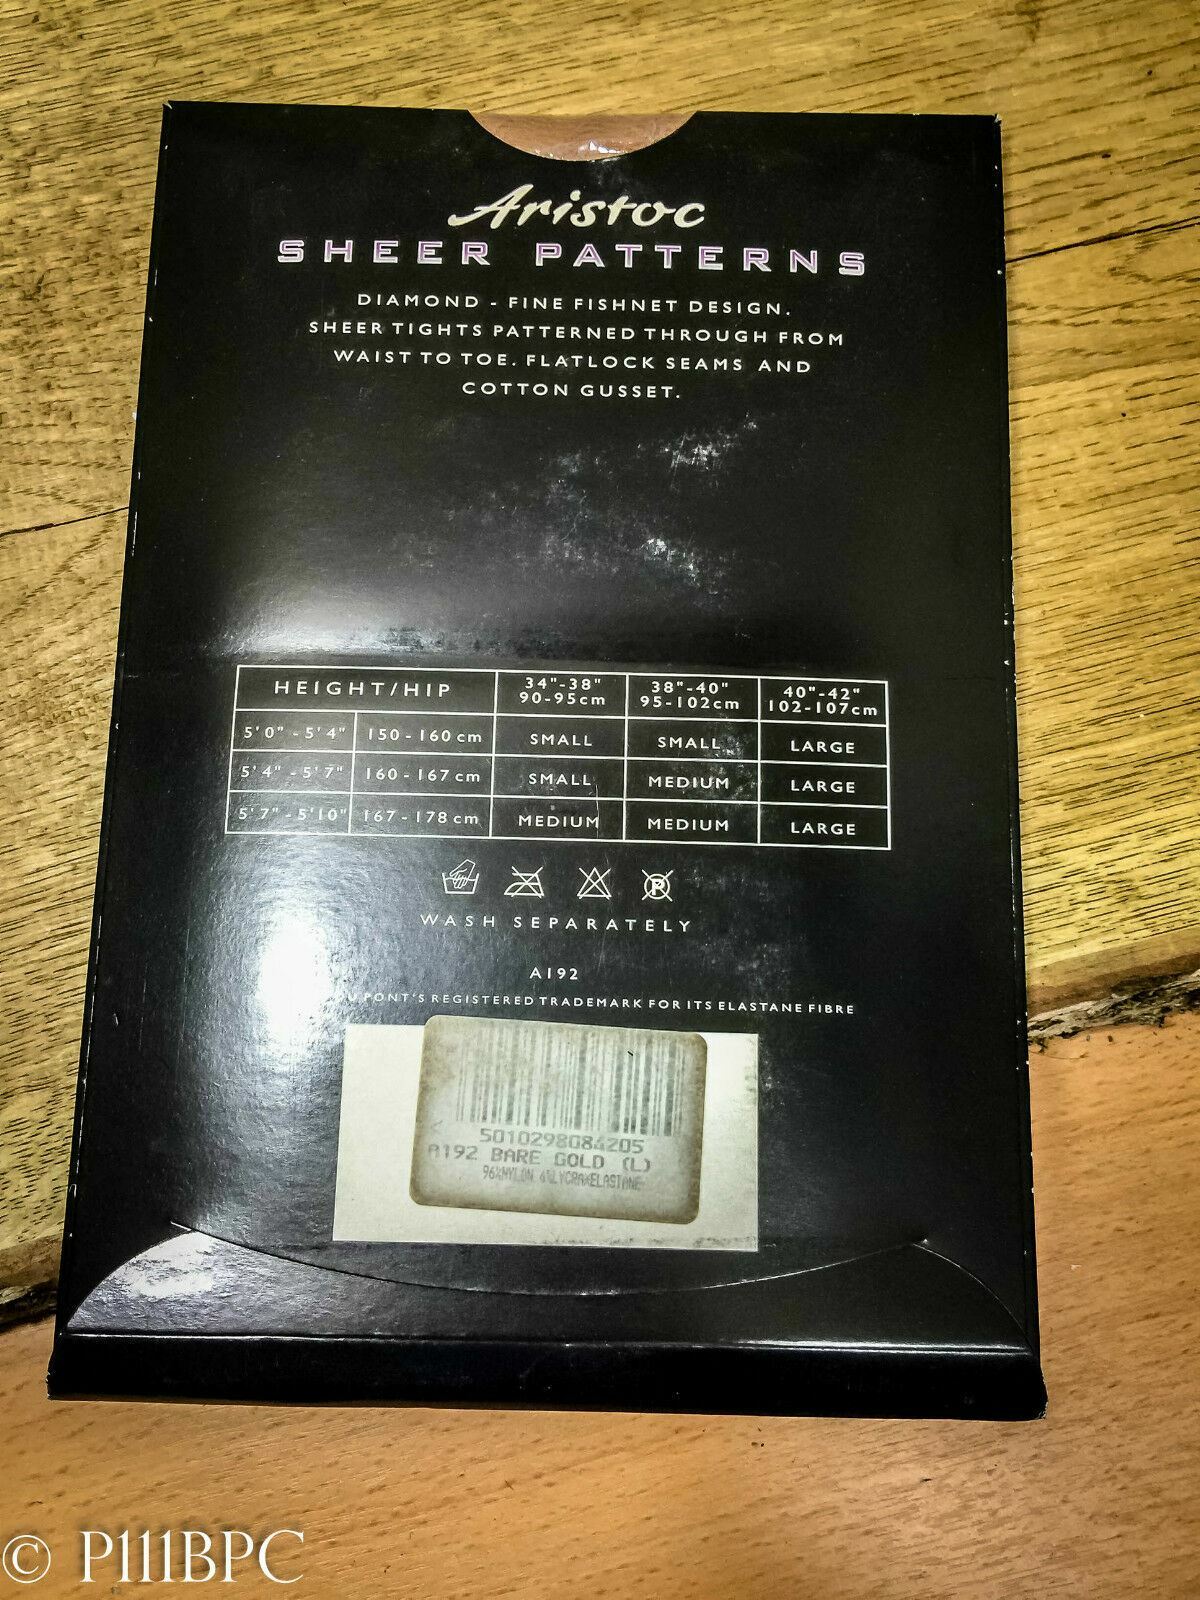 Aristoc
SHEER PATTERNS
DIAMOND - FINE FISHNET DESIGN.
SHEER TIGHTS PATTERNED THROUGH FROM
WAIST TO TOE. FLATLOCK SEAMS AND
COTTON GUSSET.
HEIGHT/HIP 34"-38" 90-95cm 38"-40" 95-102cm 40"-42" 102-107cm
5'0" - 5'4" 150 - 160 cm SMALL SMALL LARGE
5'4" - 5'7" 160 - 167 cm SMALL MEDIUM LARGE
5'7" - 5'10" 167 - 178 cm MEDIUM MEDIUM LARGE
P
WASH SEPARATELY
A192
PONT'S REGISTERED TRADEMARK FOR ITS ELASTANE FIBRE
5010298084205
A192 BARE GOLD (L)
96%NYLON 4%LYCRA*ELASTANE
© P111BPC